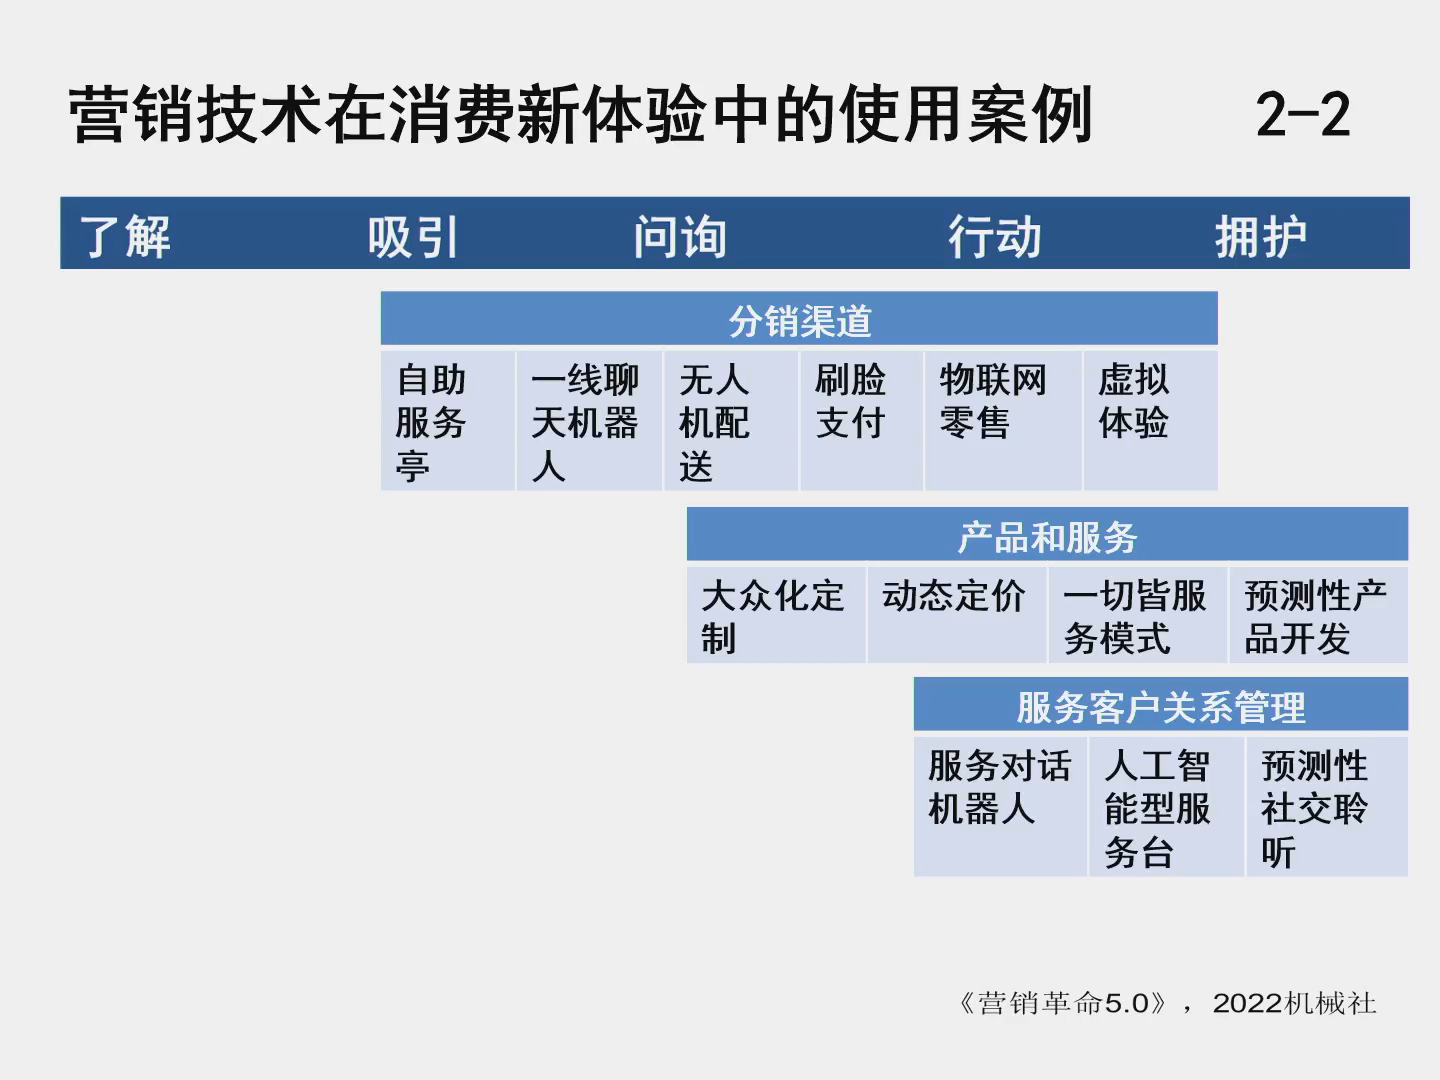 营销技术在消费新体验中的使用案例 2-2
了解 吸引 问询 行动 拥护
分销渠道
自助
服务
亭
一线聊
天机器
人
无人
机配
送
刷脸
支付
物联网
零售
虚拟
体验
产品和服务
大众化定
制
动态定价
一切皆服
务模式
预测性产
品开发
服务客户关系管理
服务对话
机器人
人工智
能型服
务台
预测性
社交聆
听
《营销革命5.0》，2022机械社